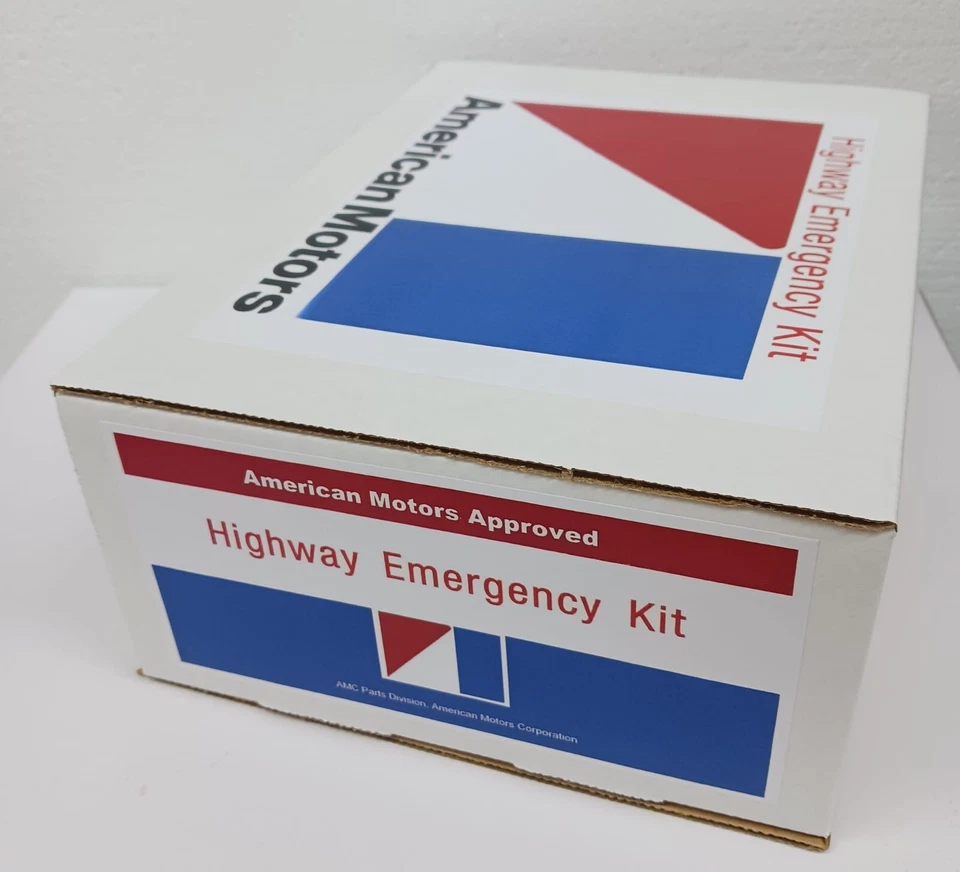 Highway Emergency Kit
AmericanMotors
American Motors Approved
Highway Emergency Kit
AMC Parts Division, American Motors Corporation